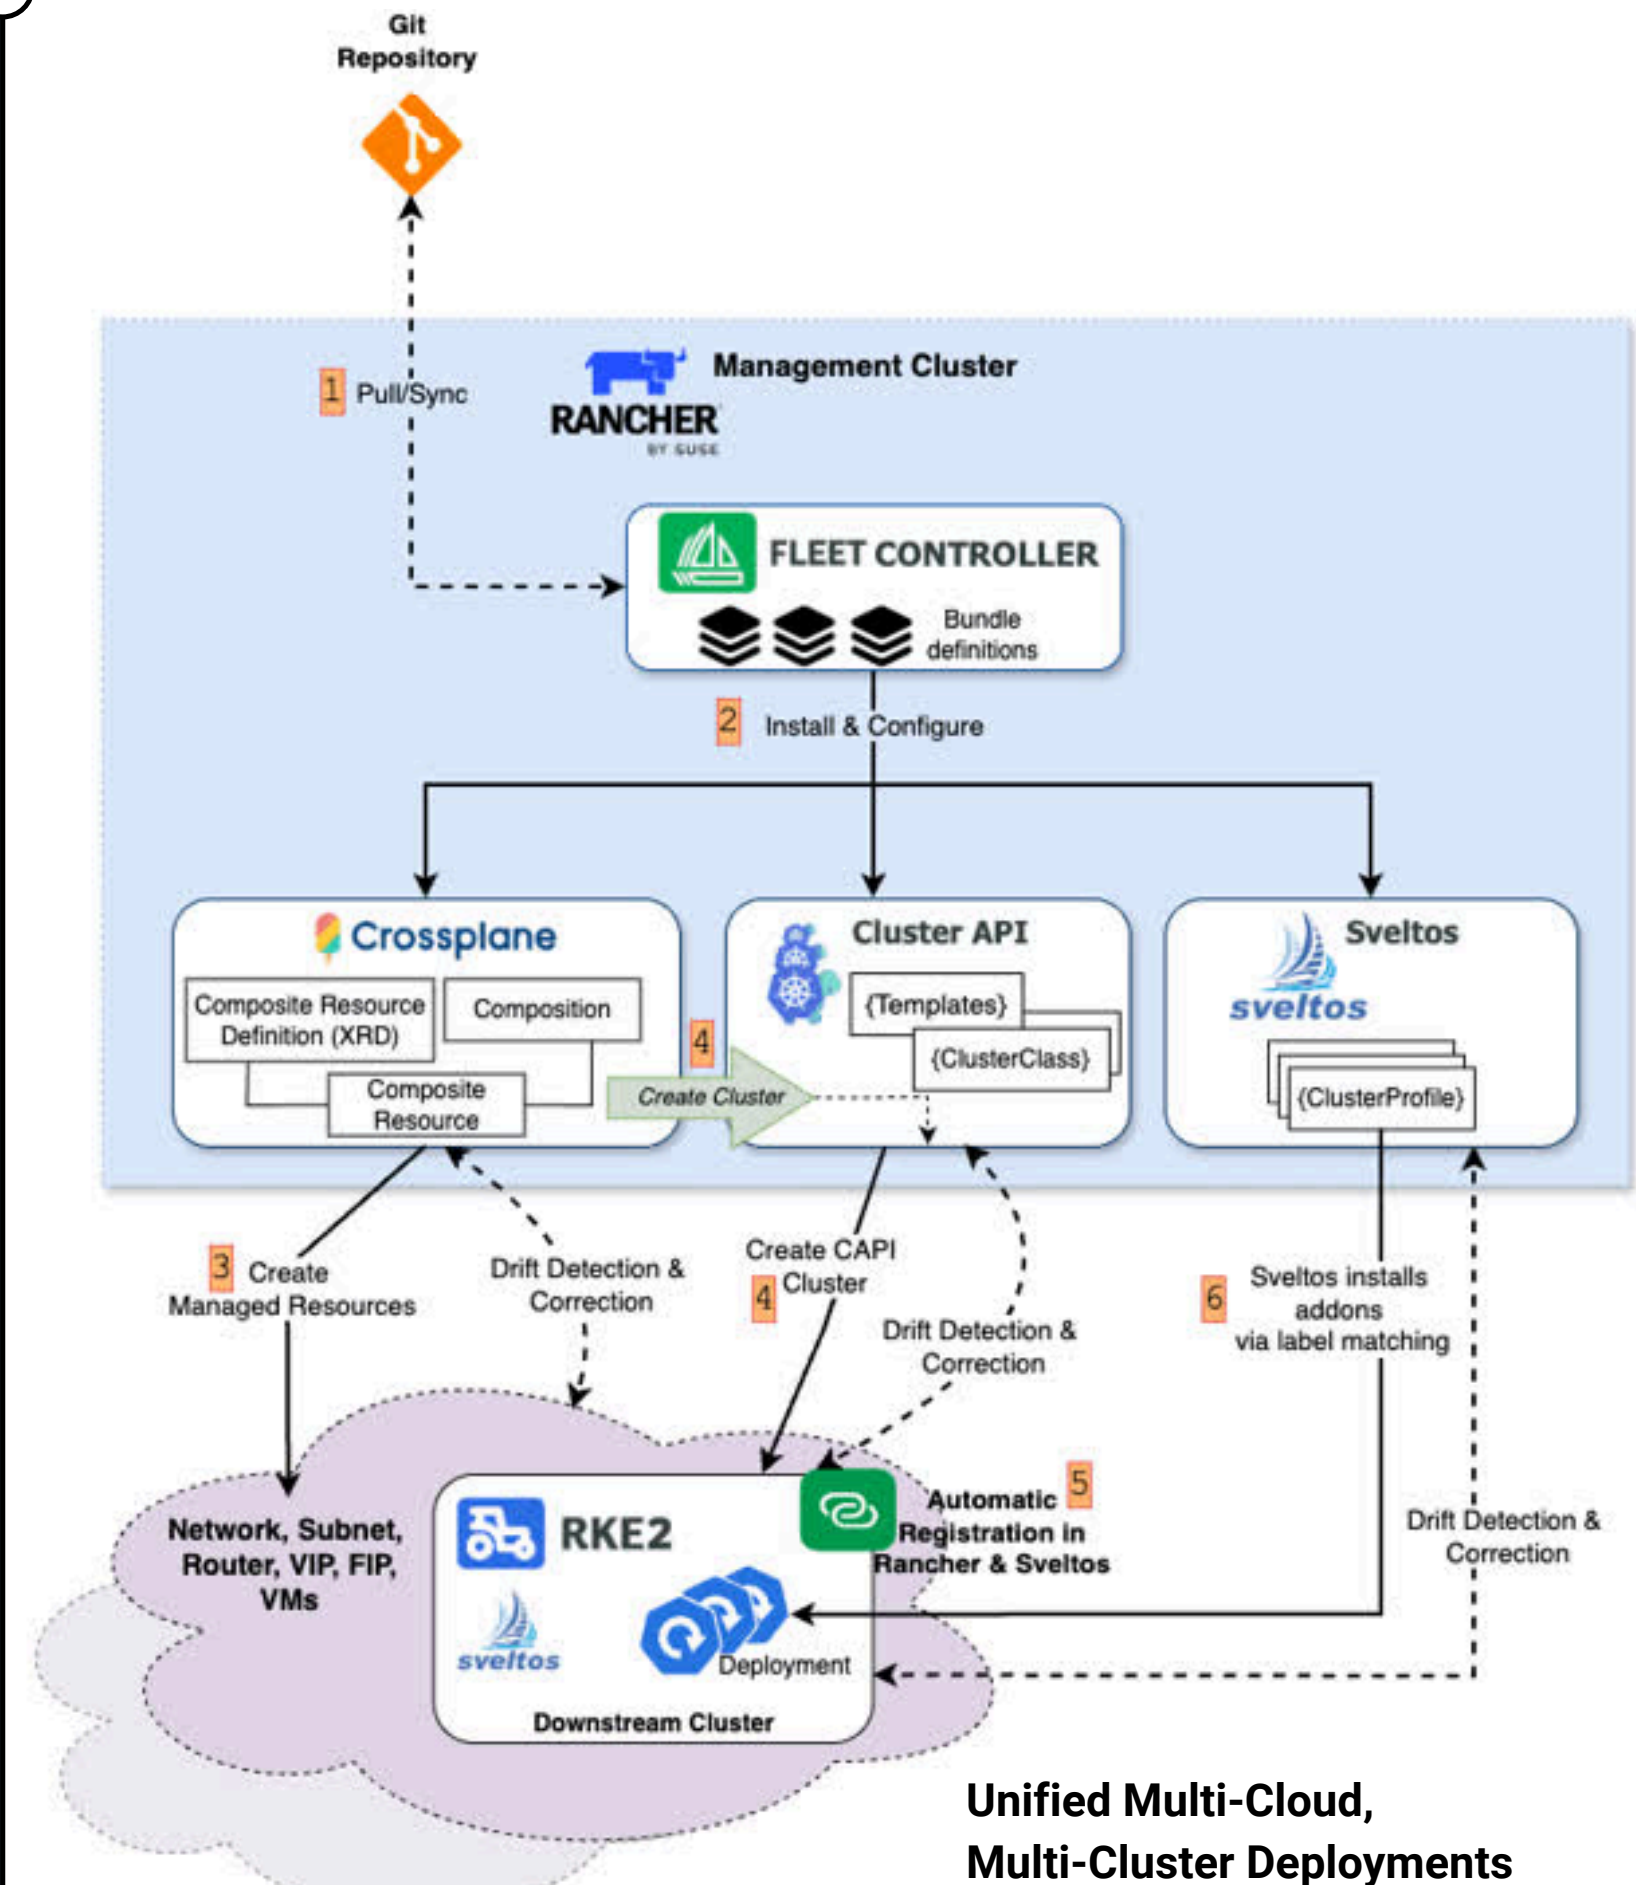 Git
Repository
1 Pull/Sync
Management Cluster
RANCHER
BY SUSE
FLEET CONTROLLER
Bundle
definitions
2 Install & Configure
Crossplane
Composite Resource
Definition (XRD)
Composition
Composite
Resource
4
Create Cluster
Cluster API
{Templates}
{ClusterClass}
Sveltos
sveltos
{ClusterProfile}
3 Create
Managed Resources
Drift Detection &
Correction
Create CAPI
4 Cluster
Drift Detection &
Correction
6 Sveltos installs
addons
via label matching
Drift Detection &
Correction
Network, Subnet,
Router, VIP, FIP,
VMs
RKE2
sveltos
Deployment
Downstream Cluster
Automatic 5
Registration in
Rancher & Sveltos
Unified Multi-Cloud,
Multi-Cluster Deployments